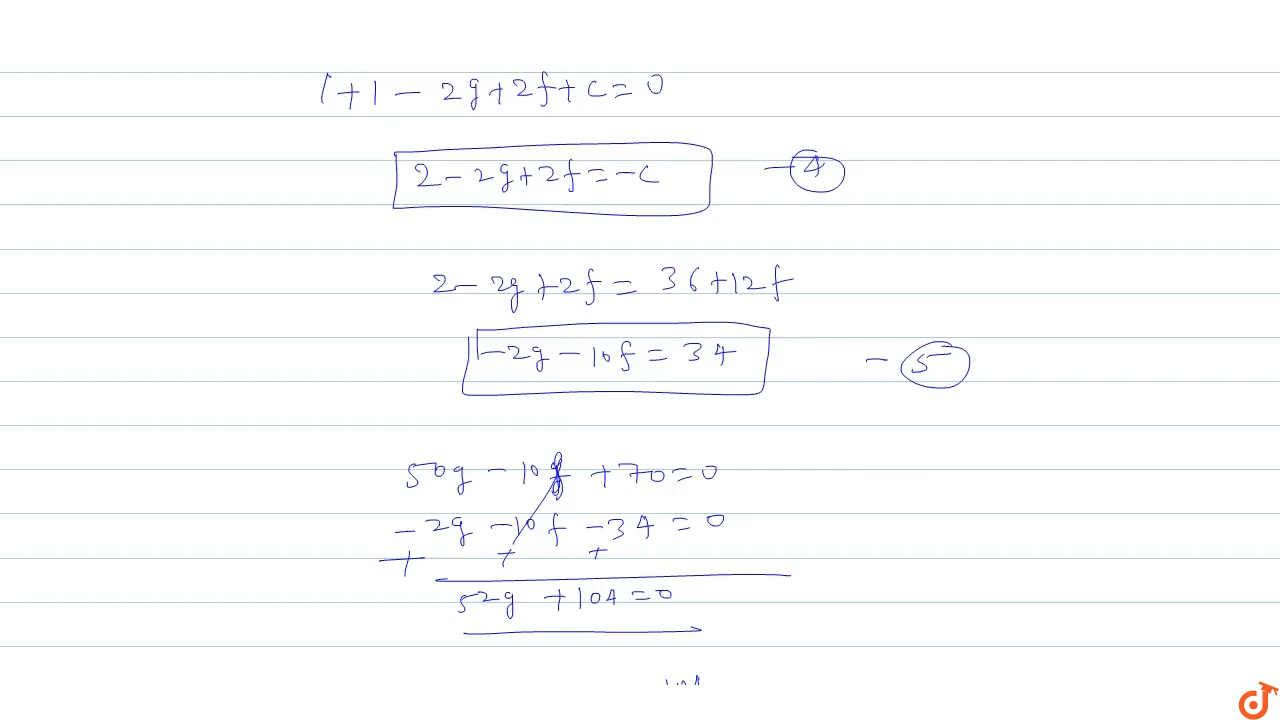 1+1-2g+2f+c=0
2-2g+2f=-c -4
2-2g+2f=36+12f
-2g-10f=34 -5
50g-10f+70=0
-2g-10f-34=0
+ + +
52g+104=0